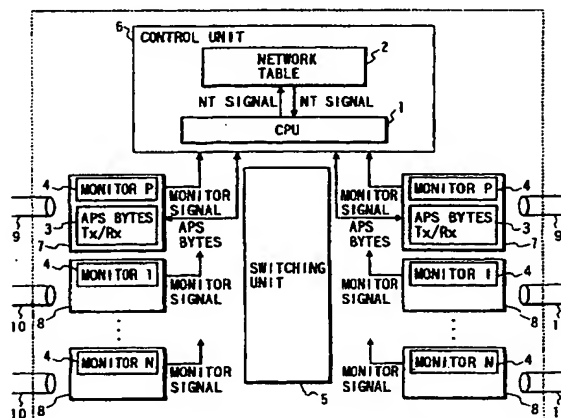 6
CONTROL UNIT
2
NETWORK
TABLE
NT SIGNAL NT SIGNAL
1
CPU
4 MONITOR P MONITOR SIGNAL
3 APS BYTES Tx/Rx APS BYTES
9 7
4 MONITOR 1 MONITOR SIGNAL
10 8
4 MONITOR N MONITOR SIGNAL
10 8
SWITCHING
UNIT
5
MONITOR P 4
MONITOR SIGNAL
APS BYTES Tx/Rx 3
APS BYTES
7 9
MONITOR 1 4
MONITOR SIGNAL
8 1
MONITOR N 4
MONITOR SIGNAL
8 1